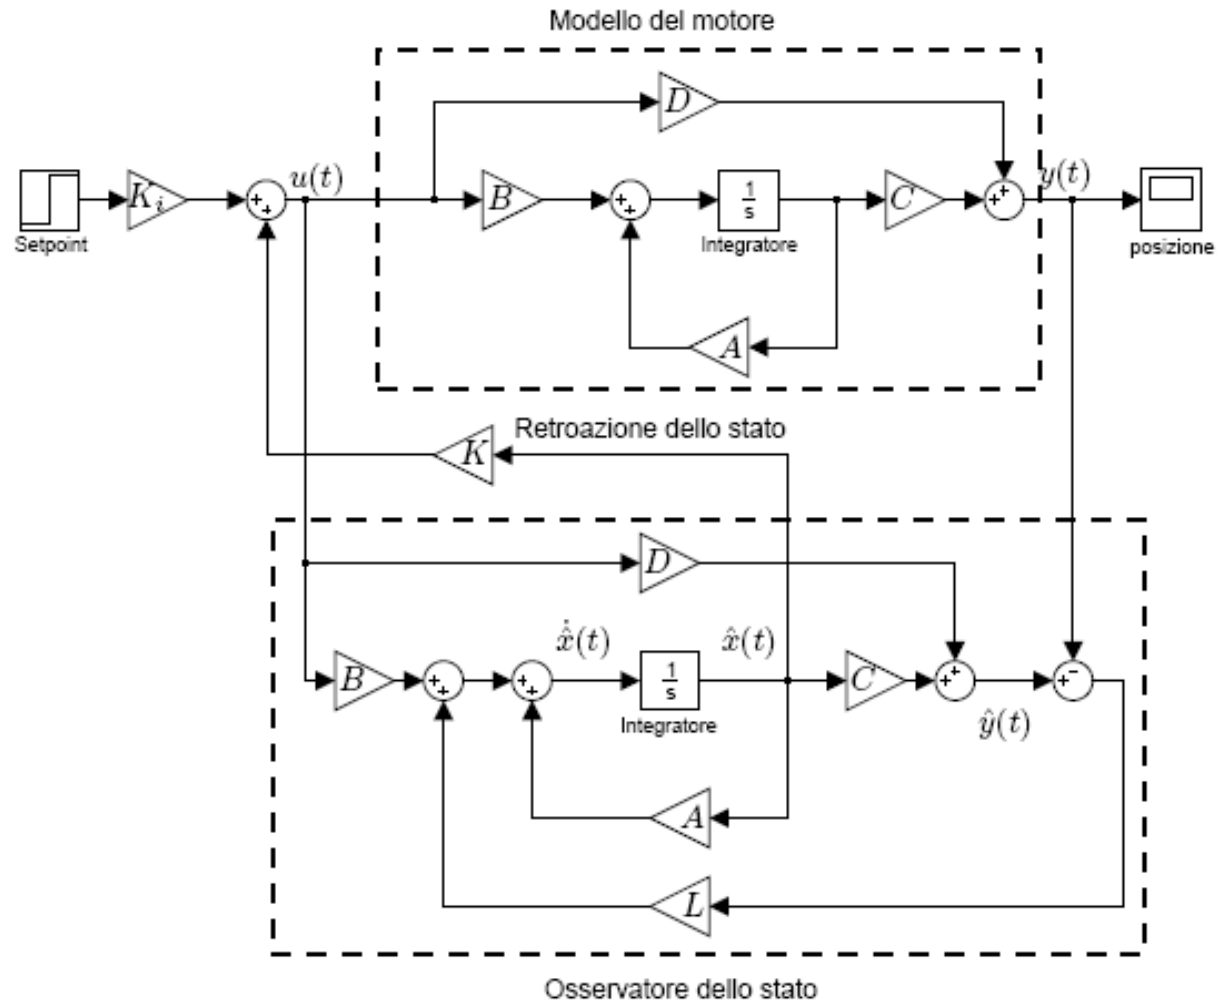 Modello del motore
D
K_i
u(t)
B
1
s
C
y(t)
Setpoint
Integratore
posizione
A
Retroazione dello stato
K
D
ẋ̂(t)
x̂(t)
B
1
s
C
Integratore
ŷ(t)
A
L
Osservatore dello stato